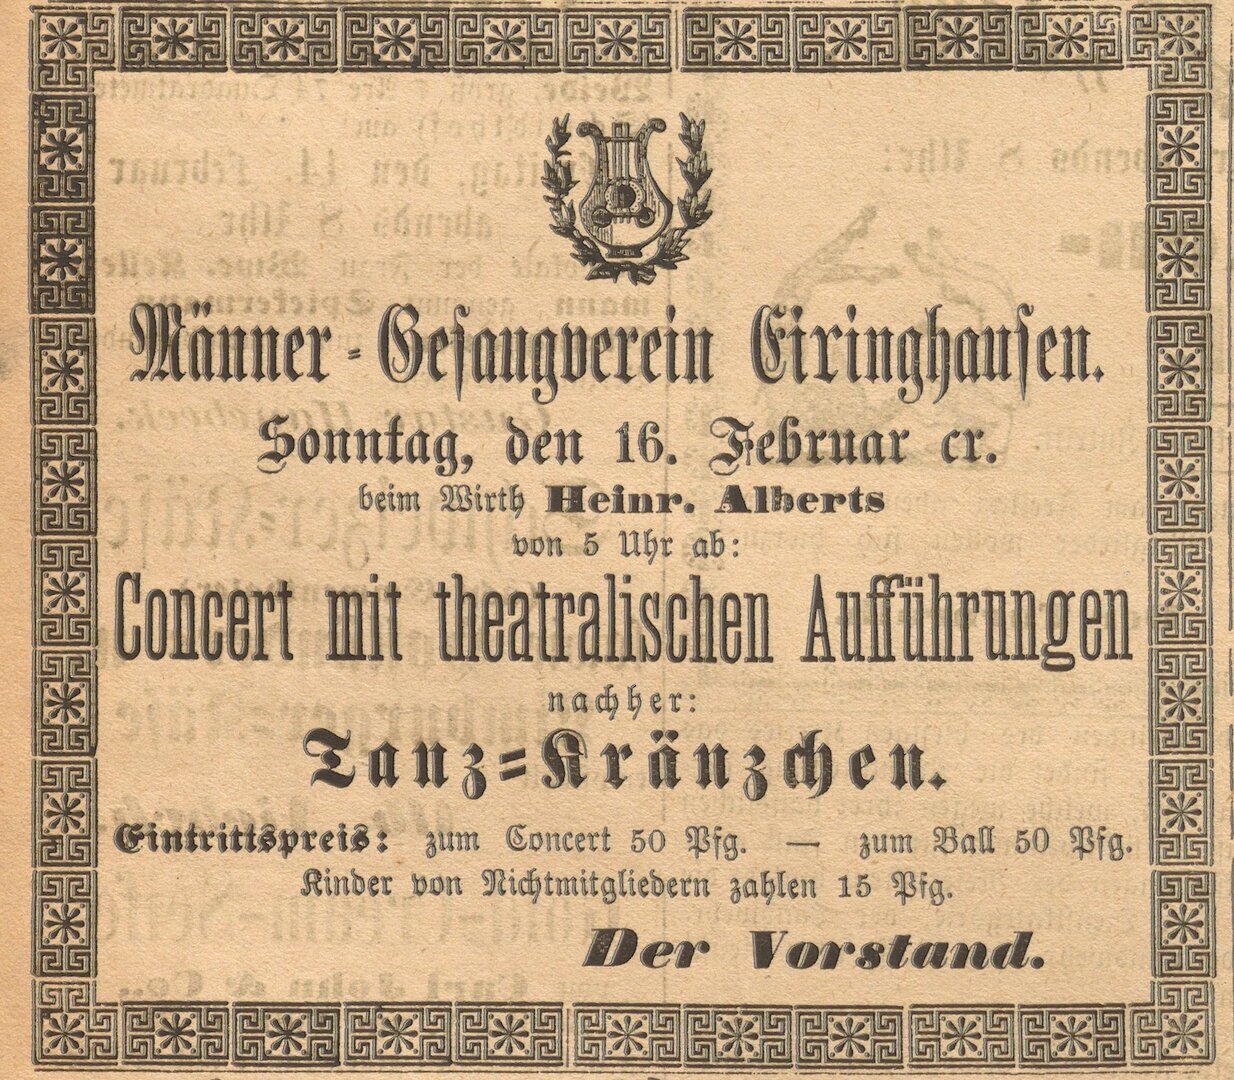 Männer-Gesangverein Eiringhausen.
Sonntag, den 16. Februar cr.
beim Wirth Heinr. Alberts
von 5 Uhr ab:
Concert mit theatralischen Aufführungen
nachher:
Tanz-Kränzchen.
Eintrittspreis: zum Concert 50 Pfg. — zum Ball 50 Pfg.
Kinder von Nichtmitgliedern zahlen 15 Pfg.
Der Vorstand.